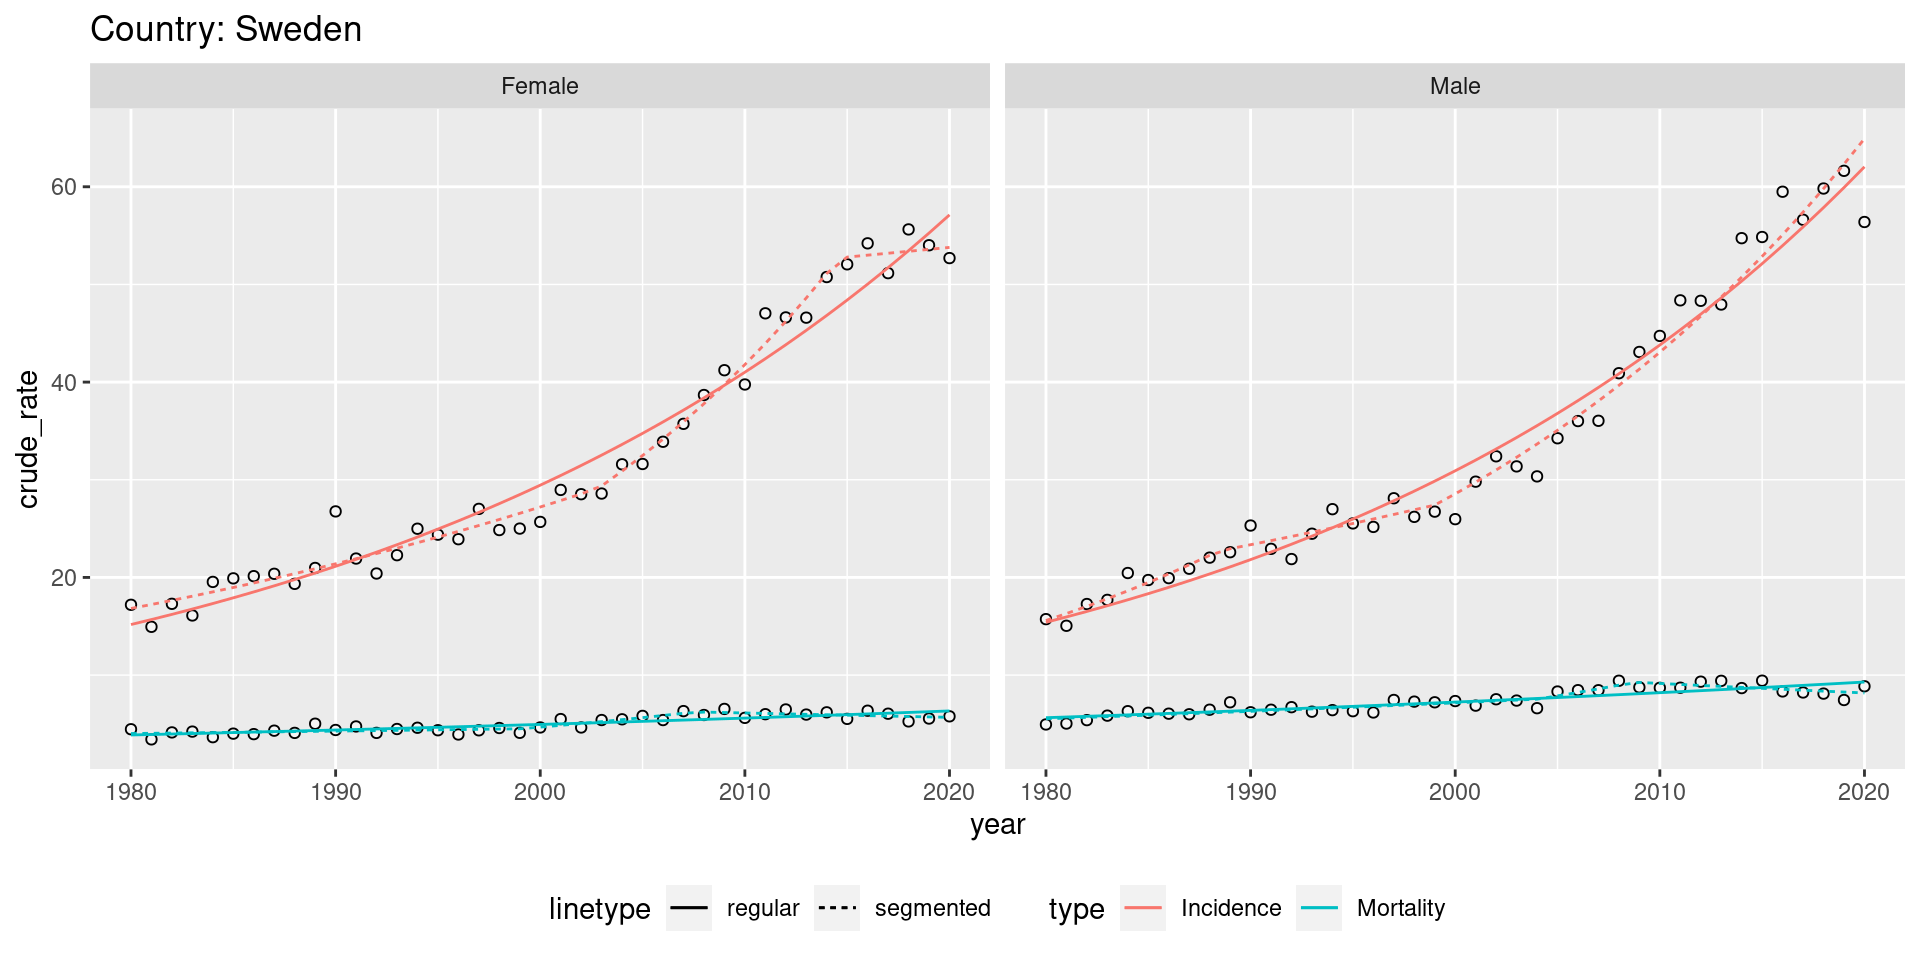 Country: Sweden
Female
Male
crude_rate
60
40
20
1980 1990 2000 2010 2020
1980 1990 2000 2010 2020
year
linetype regular segmented type Incidence Mortality